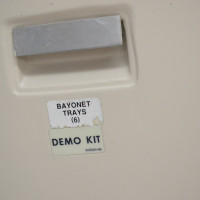 BAYONET
TRAYS
(6)
DEMO KIT